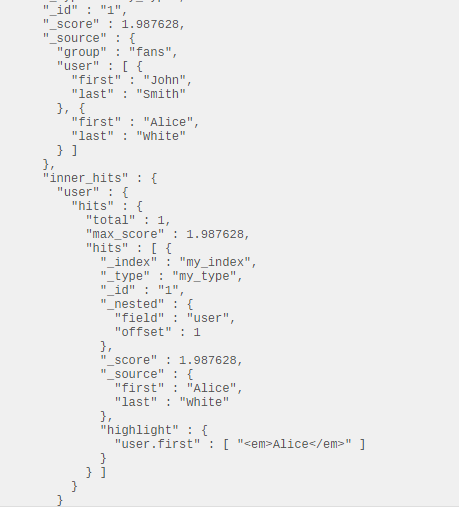 "_id" : "1",
"_score" : 1.987628,
"_source" : {
"group" : "fans",
"user" : [ {
"first" : "John",
"last" : "Smith"
}, {
"first" : "Alice",
"last" : "White"
} ]
},
"inner_hits" : {
"user" : {
"hits" : {
"total" : 1,
"max_score" : 1.987628,
"hits" : [ {
"_index" : "my_index",
"_type" : "my_type",
"_id" : "1",
"_nested" : {
"field" : "user",
"offset" : 1
},
"_score" : 1.987628,
"_source" : {
"first" : "Alice",
"last" : "White"
},
"highlight" : {
"user.first" : [ "<em>Alice</em>" ]
}
} ]
}
}